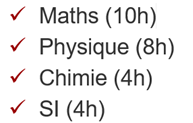 ✓ Maths (10h)
✓ Physique (8h)
✓ Chimie (4h)
✓ SI (4h)